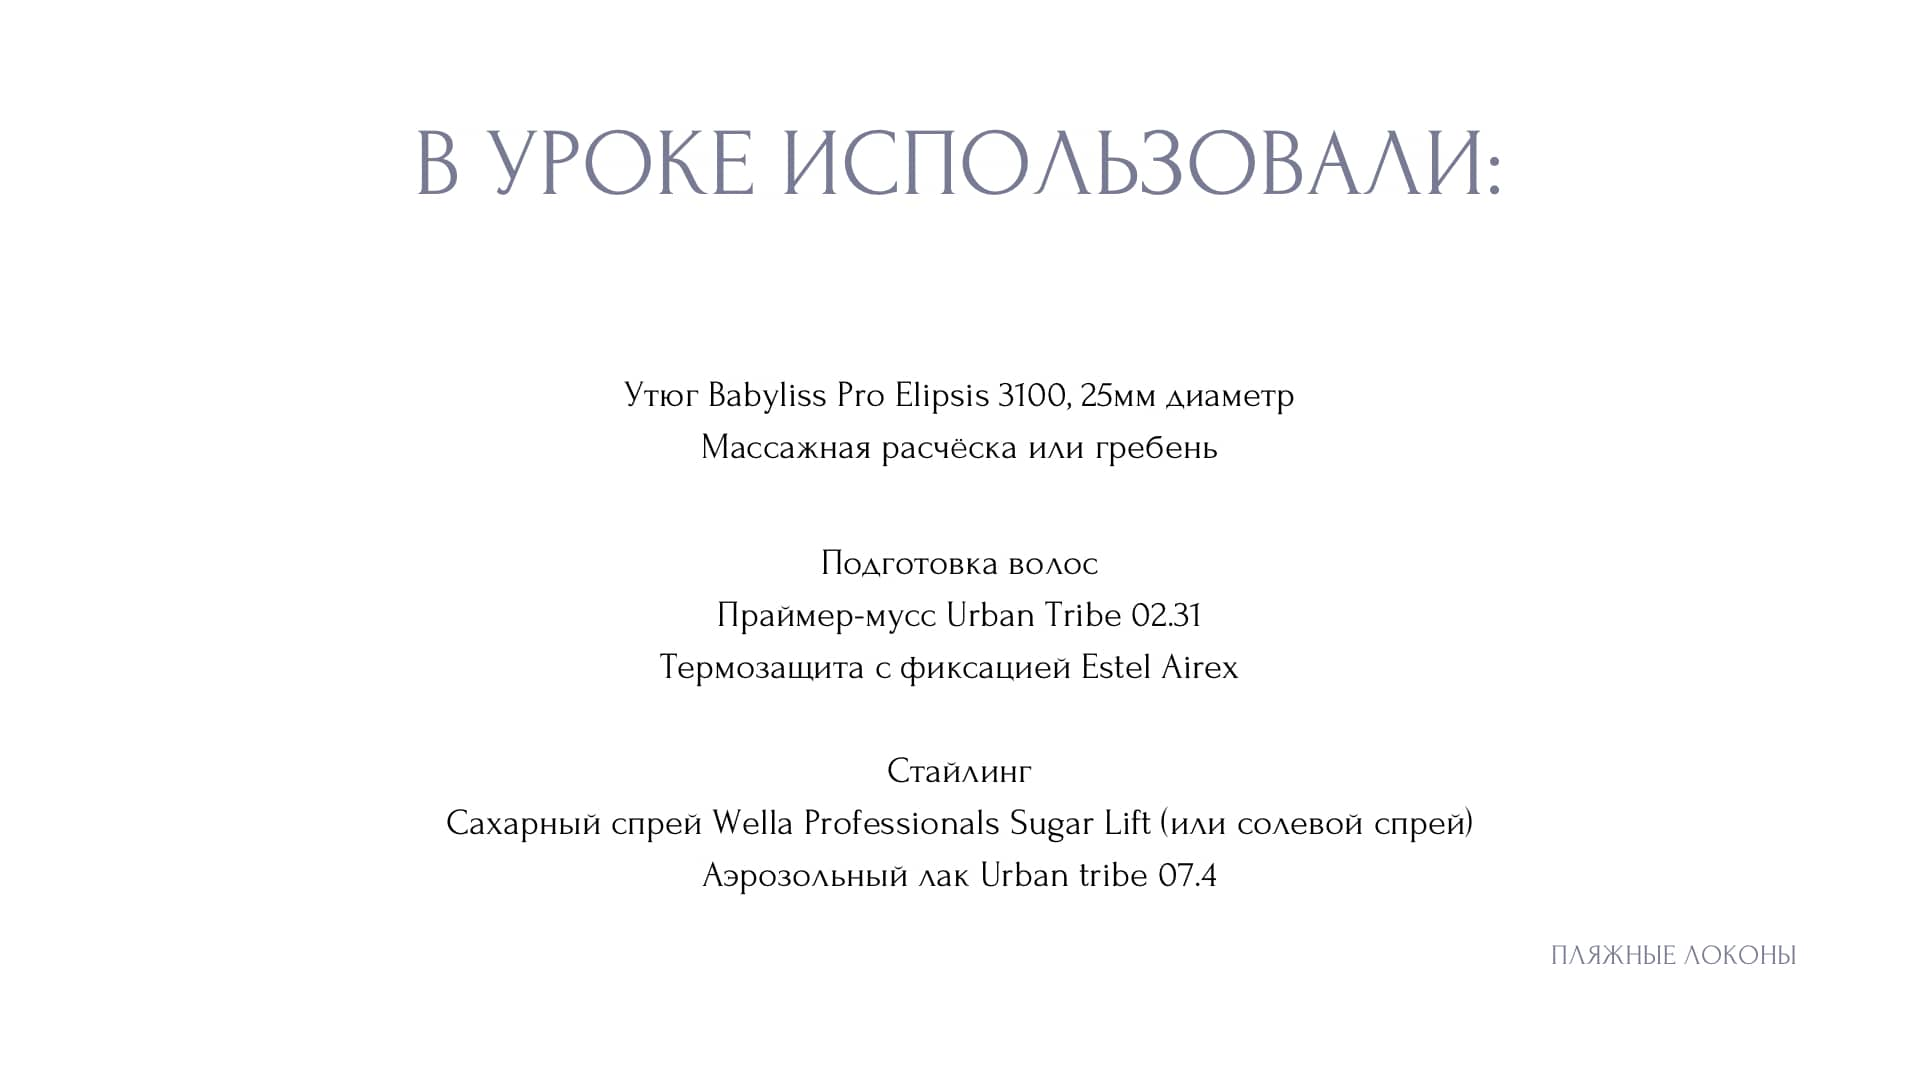 В УРОКЕ ИСПОЛЬЗОВАЛИ:
Утюг Babyliss Pro Elipsis 3100, 25мм диаметр
Массажная расчёска или гребень
Подготовка волос
Праймер-мусс Urban Tribe 02.31
Термозащита с фиксацией Estel Airex
Стайлинг
Сахарный спрей Wella Professionals Sugar Lift (или солевой спрей)
Аэрозольный лак Urban tribe 07.4
ПЛЯЖНЫЕ ЛОКОНЫ